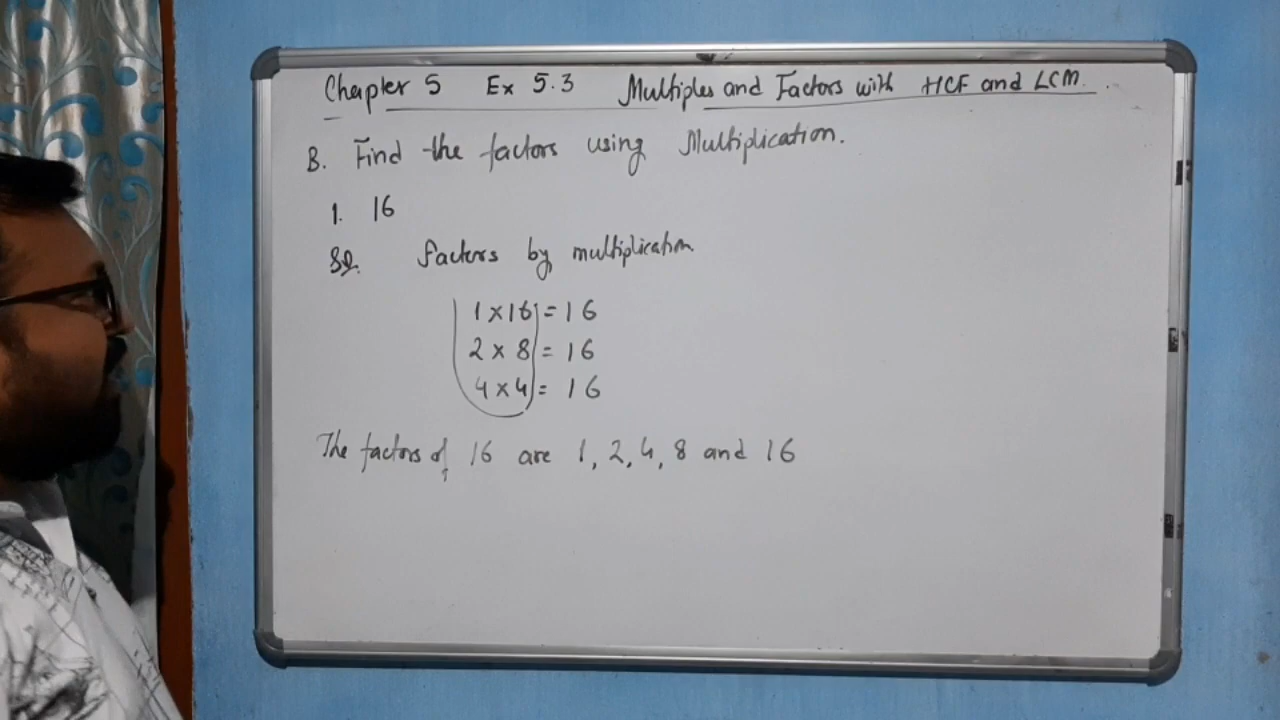 Chapter 5 Ex 5.3 Multiples and Factors with HCF and LCM.
B. Find the factors using Multiplication.
1. 16
Sol. factors by multiplication
1 × 16 = 16
2 × 8 = 16
4 × 4 = 16
The factors of 16 are 1, 2, 4, 8 and 16